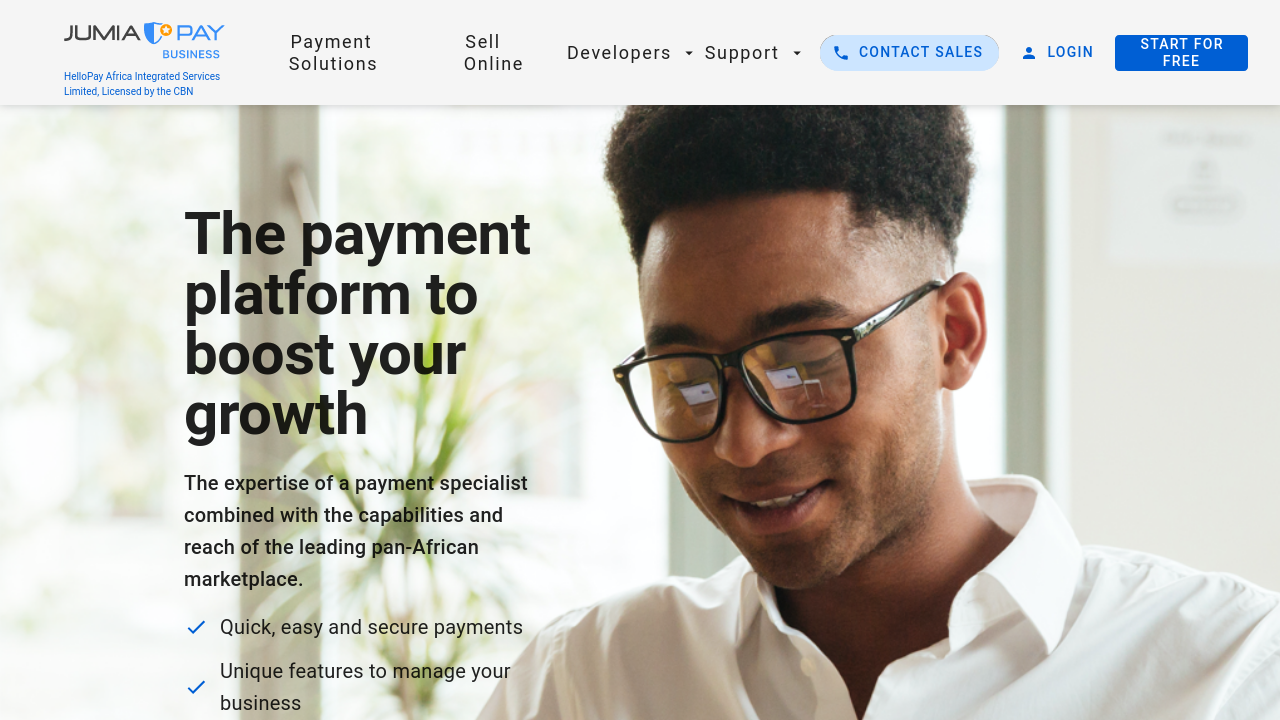 JUMIA PAY
BUSINESS
HelloPay Africa Integrated Services
Limited, Licensed by the CBN
Payment
Solutions
Sell
Online
Developers
Support
CONTACT SALES
LOGIN
START FOR
FREE
The payment
platform to
boost your
growth
The expertise of a payment specialist
combined with the capabilities and
reach of the leading pan-African
marketplace.
Quick, easy and secure payments
Unique features to manage your
business